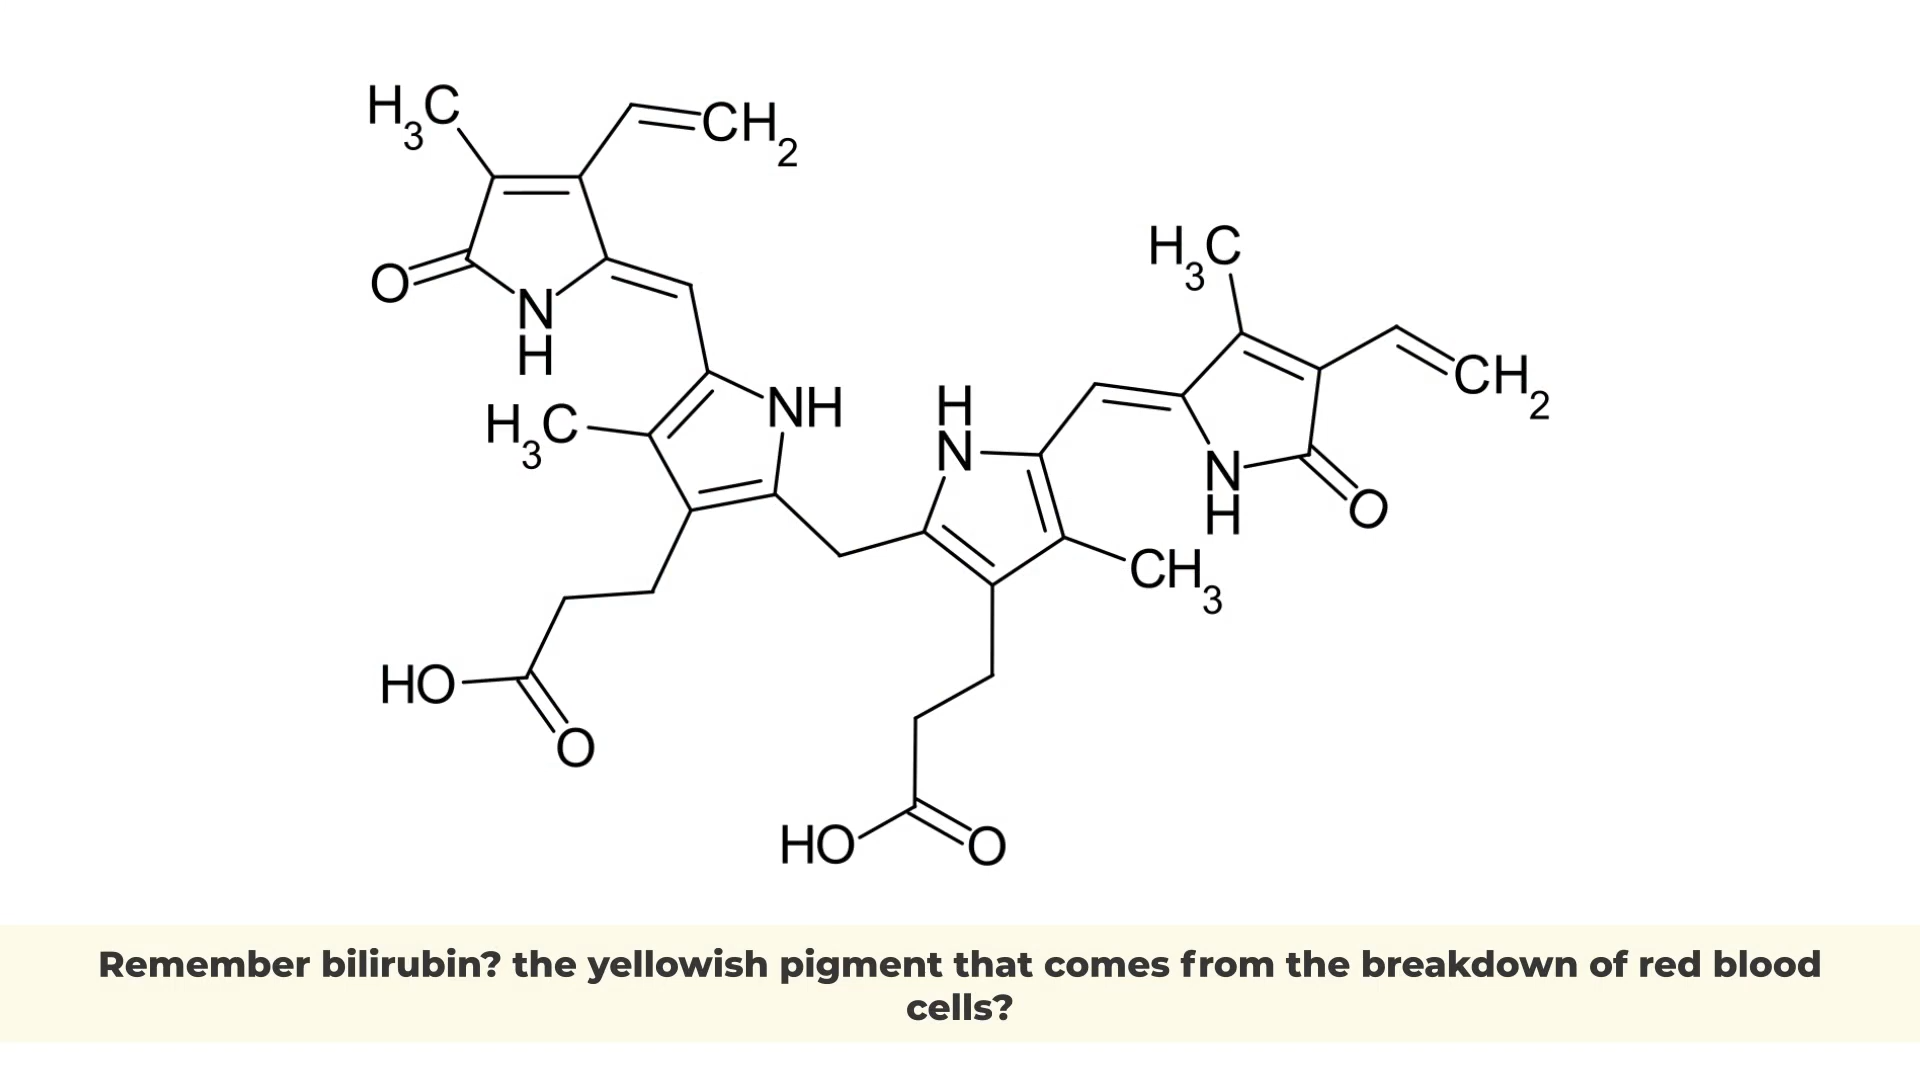 H3C
CH2
O
N
H
H3C
NH
H3C
H
N
CH2
N
H
O
CH3
HO
O
HO
O
Remember bilirubin? the yellowish pigment that comes from the breakdown of red blood
cells?